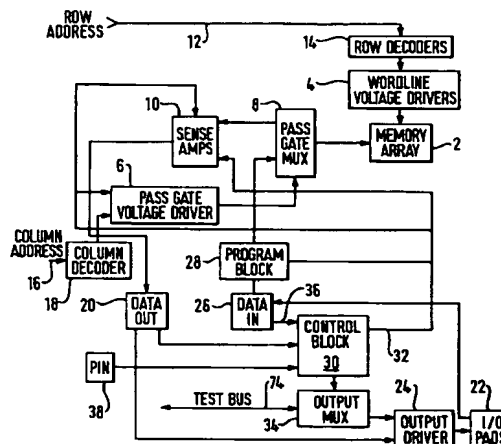 ROW
ADDRESS
12
14
ROW DECODERS
4
WORDLINE
VOLTAGE DRIVERS
10
SENSE
AMPS
8
PASS
GATE
MUX
MEMORY
ARRAY
2
6
PASS GATE
VOLTAGE DRIVER
COLUMN
ADDRESS
16
COLUMN
DECODER
18
28
PROGRAM
BLOCK
20
DATA
OUT
26
DATA
IN
36
CONTROL
BLOCK
30
32
PIN
38
74
TEST BUS
34
OUTPUT
MUX
24
OUTPUT
DRIVER
22
I/O
PADS